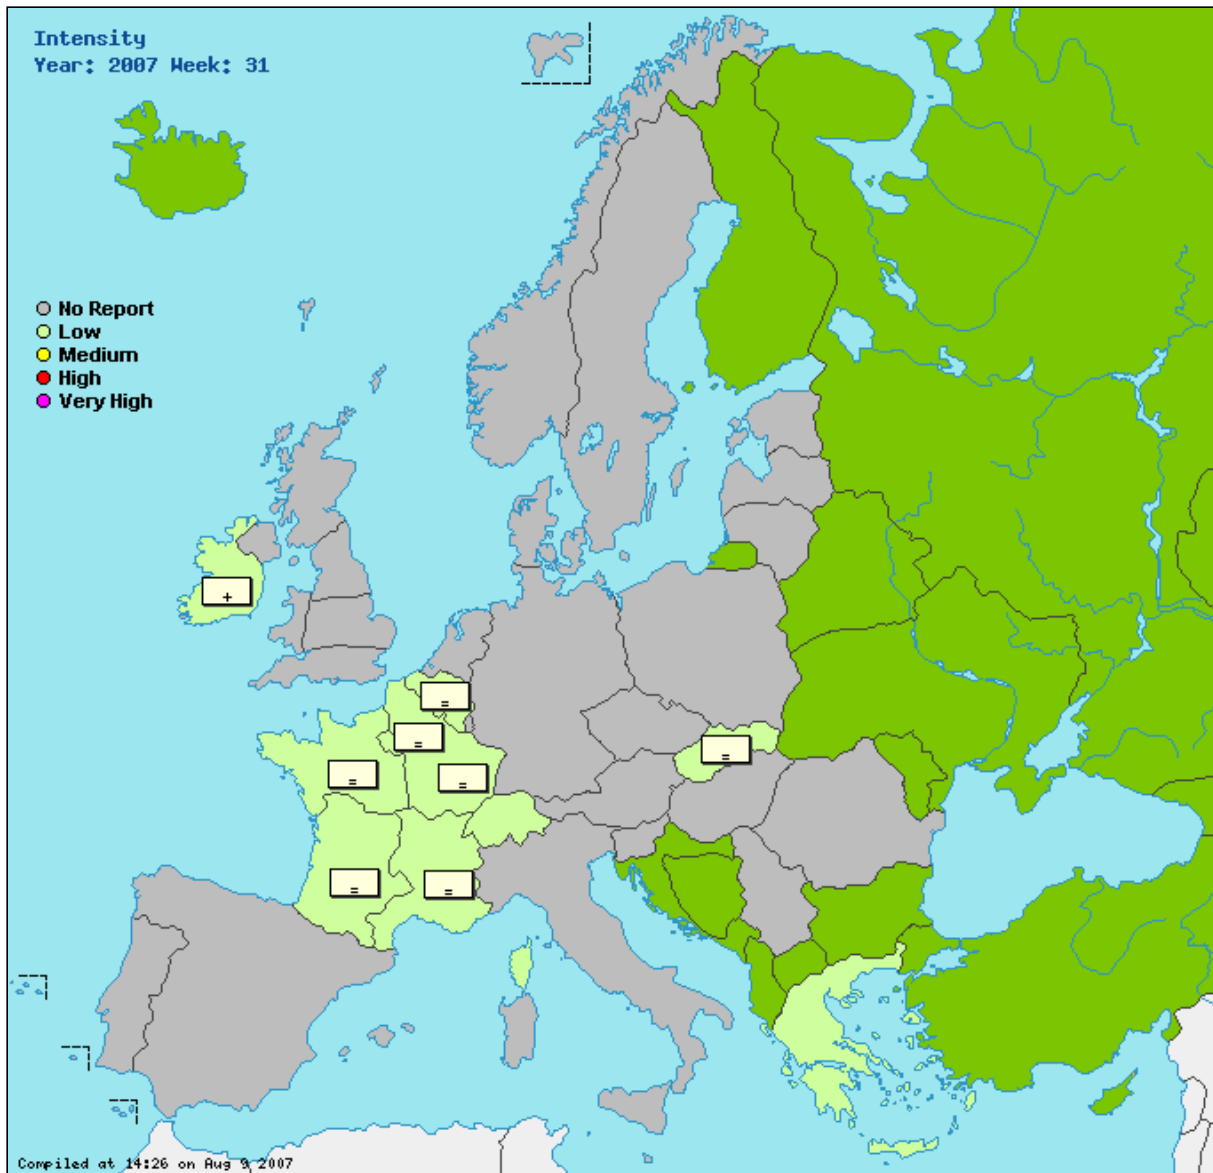 Intensity
Year: 2007 Week: 31
No Report
Low
Medium
High
Very High
+
=
=
=
=
=
=
=
Compiled at 14:26 on Aug 9 2007